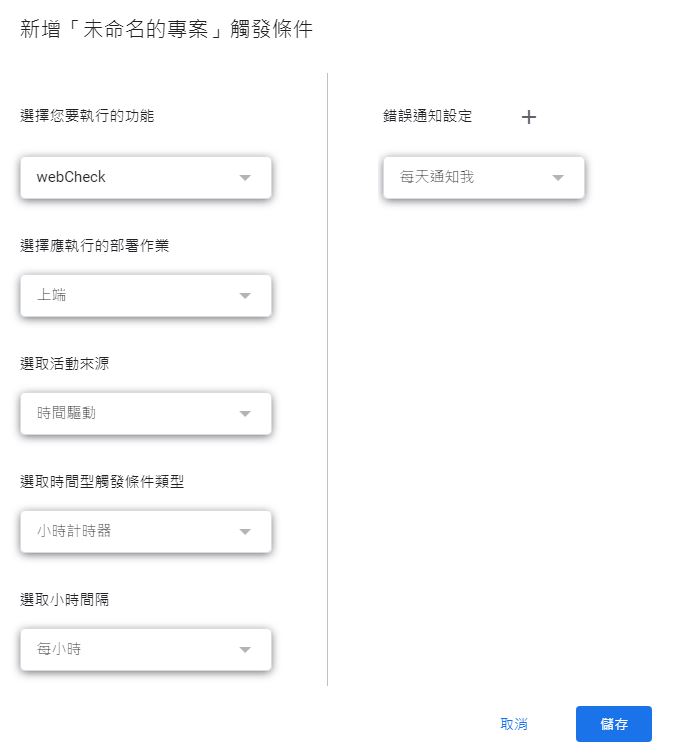 新增「未命名的專案」觸發條件
選擇您要執行的功能
webCheck
選擇應執行的部署作業
上端
選取活動來源
時間驅動
選取時間型觸發條件類型
小時計時器
選取小時間隔
每小時
錯誤通知設定
每天通知我
取消
儲存